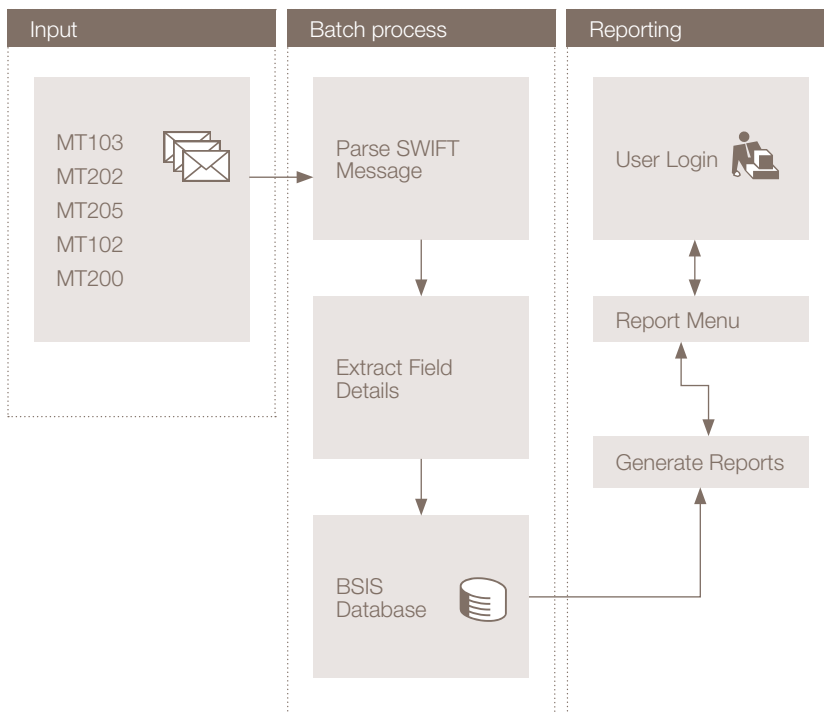 Input
MT103
MT202
MT205
MT102
MT200
Batch process
Parse SWIFT
Message
Extract Field
Details
BSIS
Database
Reporting
User Login
Report Menu
Generate Reports